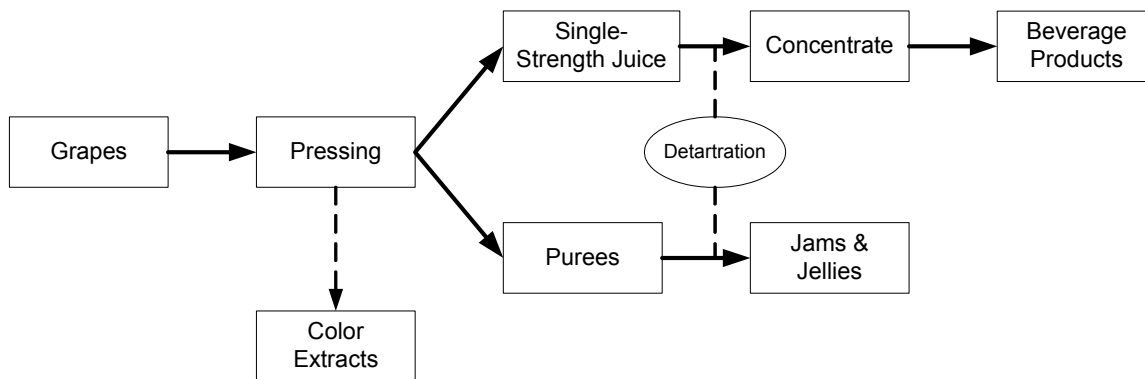 Grapes
Pressing
Color
Extracts
Single-
Strength Juice
Concentrate
Beverage
Products
Detartration
Purees
Jams &
Jellies